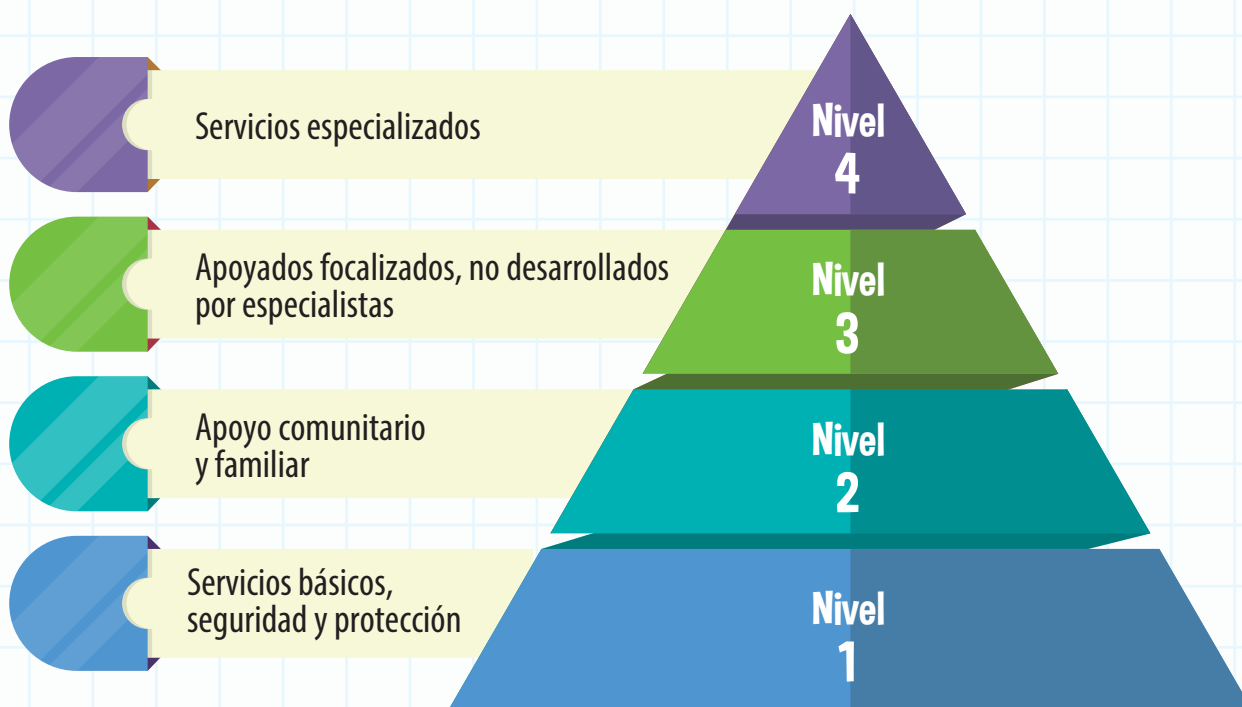 Servicios especializados
Nivel
4
Apoyados focalizados, no desarrollados
por especialistas
Nivel
3
Apoyo comunitario
y familiar
Nivel
2
Servicios básicos,
seguridad y protección
Nivel
1